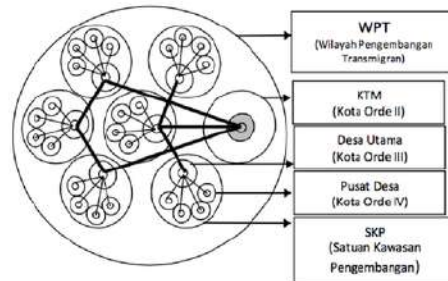 WPT
(Wilayah Pengembangan
Transmigran)
KTM
(Kota Orde II)
Desa Utama
(Kota Orde III)
Pusat Desa
(Kota Orde IV)
SKP
(Satuan Kawasan
Pengembangan)